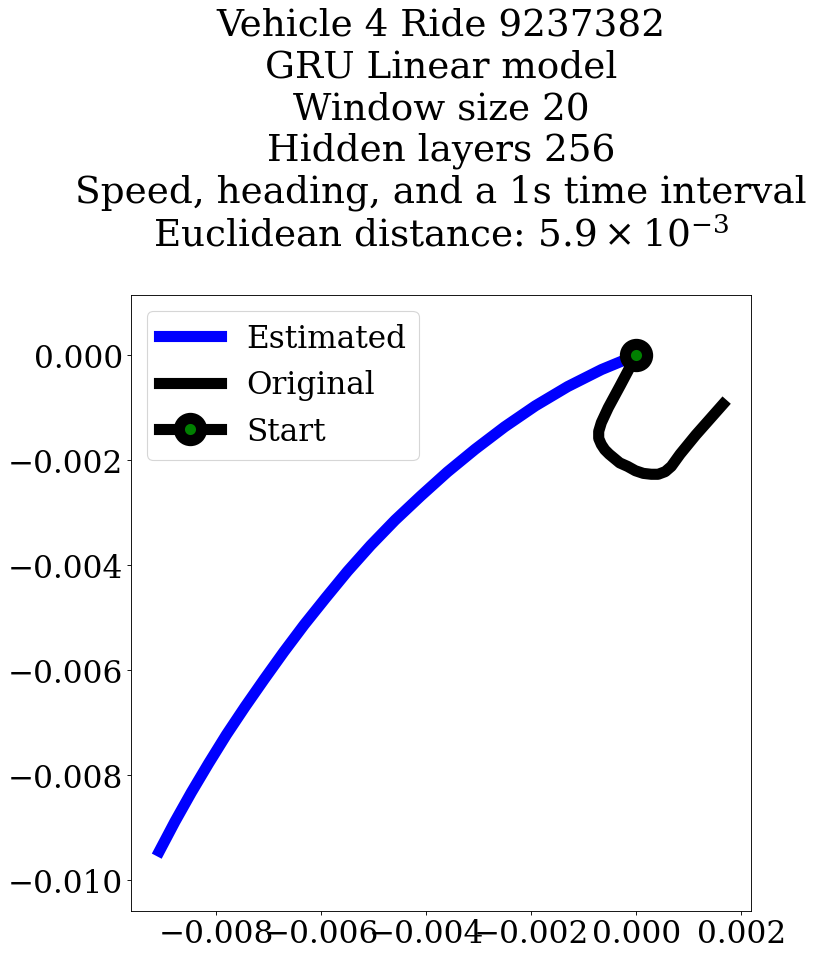 Vehicle 4 Ride 9237382
GRU Linear model
Window size 20
Hidden layers 256
Speed, heading, and a 1s time interval
Euclidean distance: 5.9 × 10⁻³
Estimated
Original
Start
0.000
−0.002
−0.004
−0.006
−0.008
−0.010
−0.008 −0.006 −0.004 −0.002 0.000 0.002